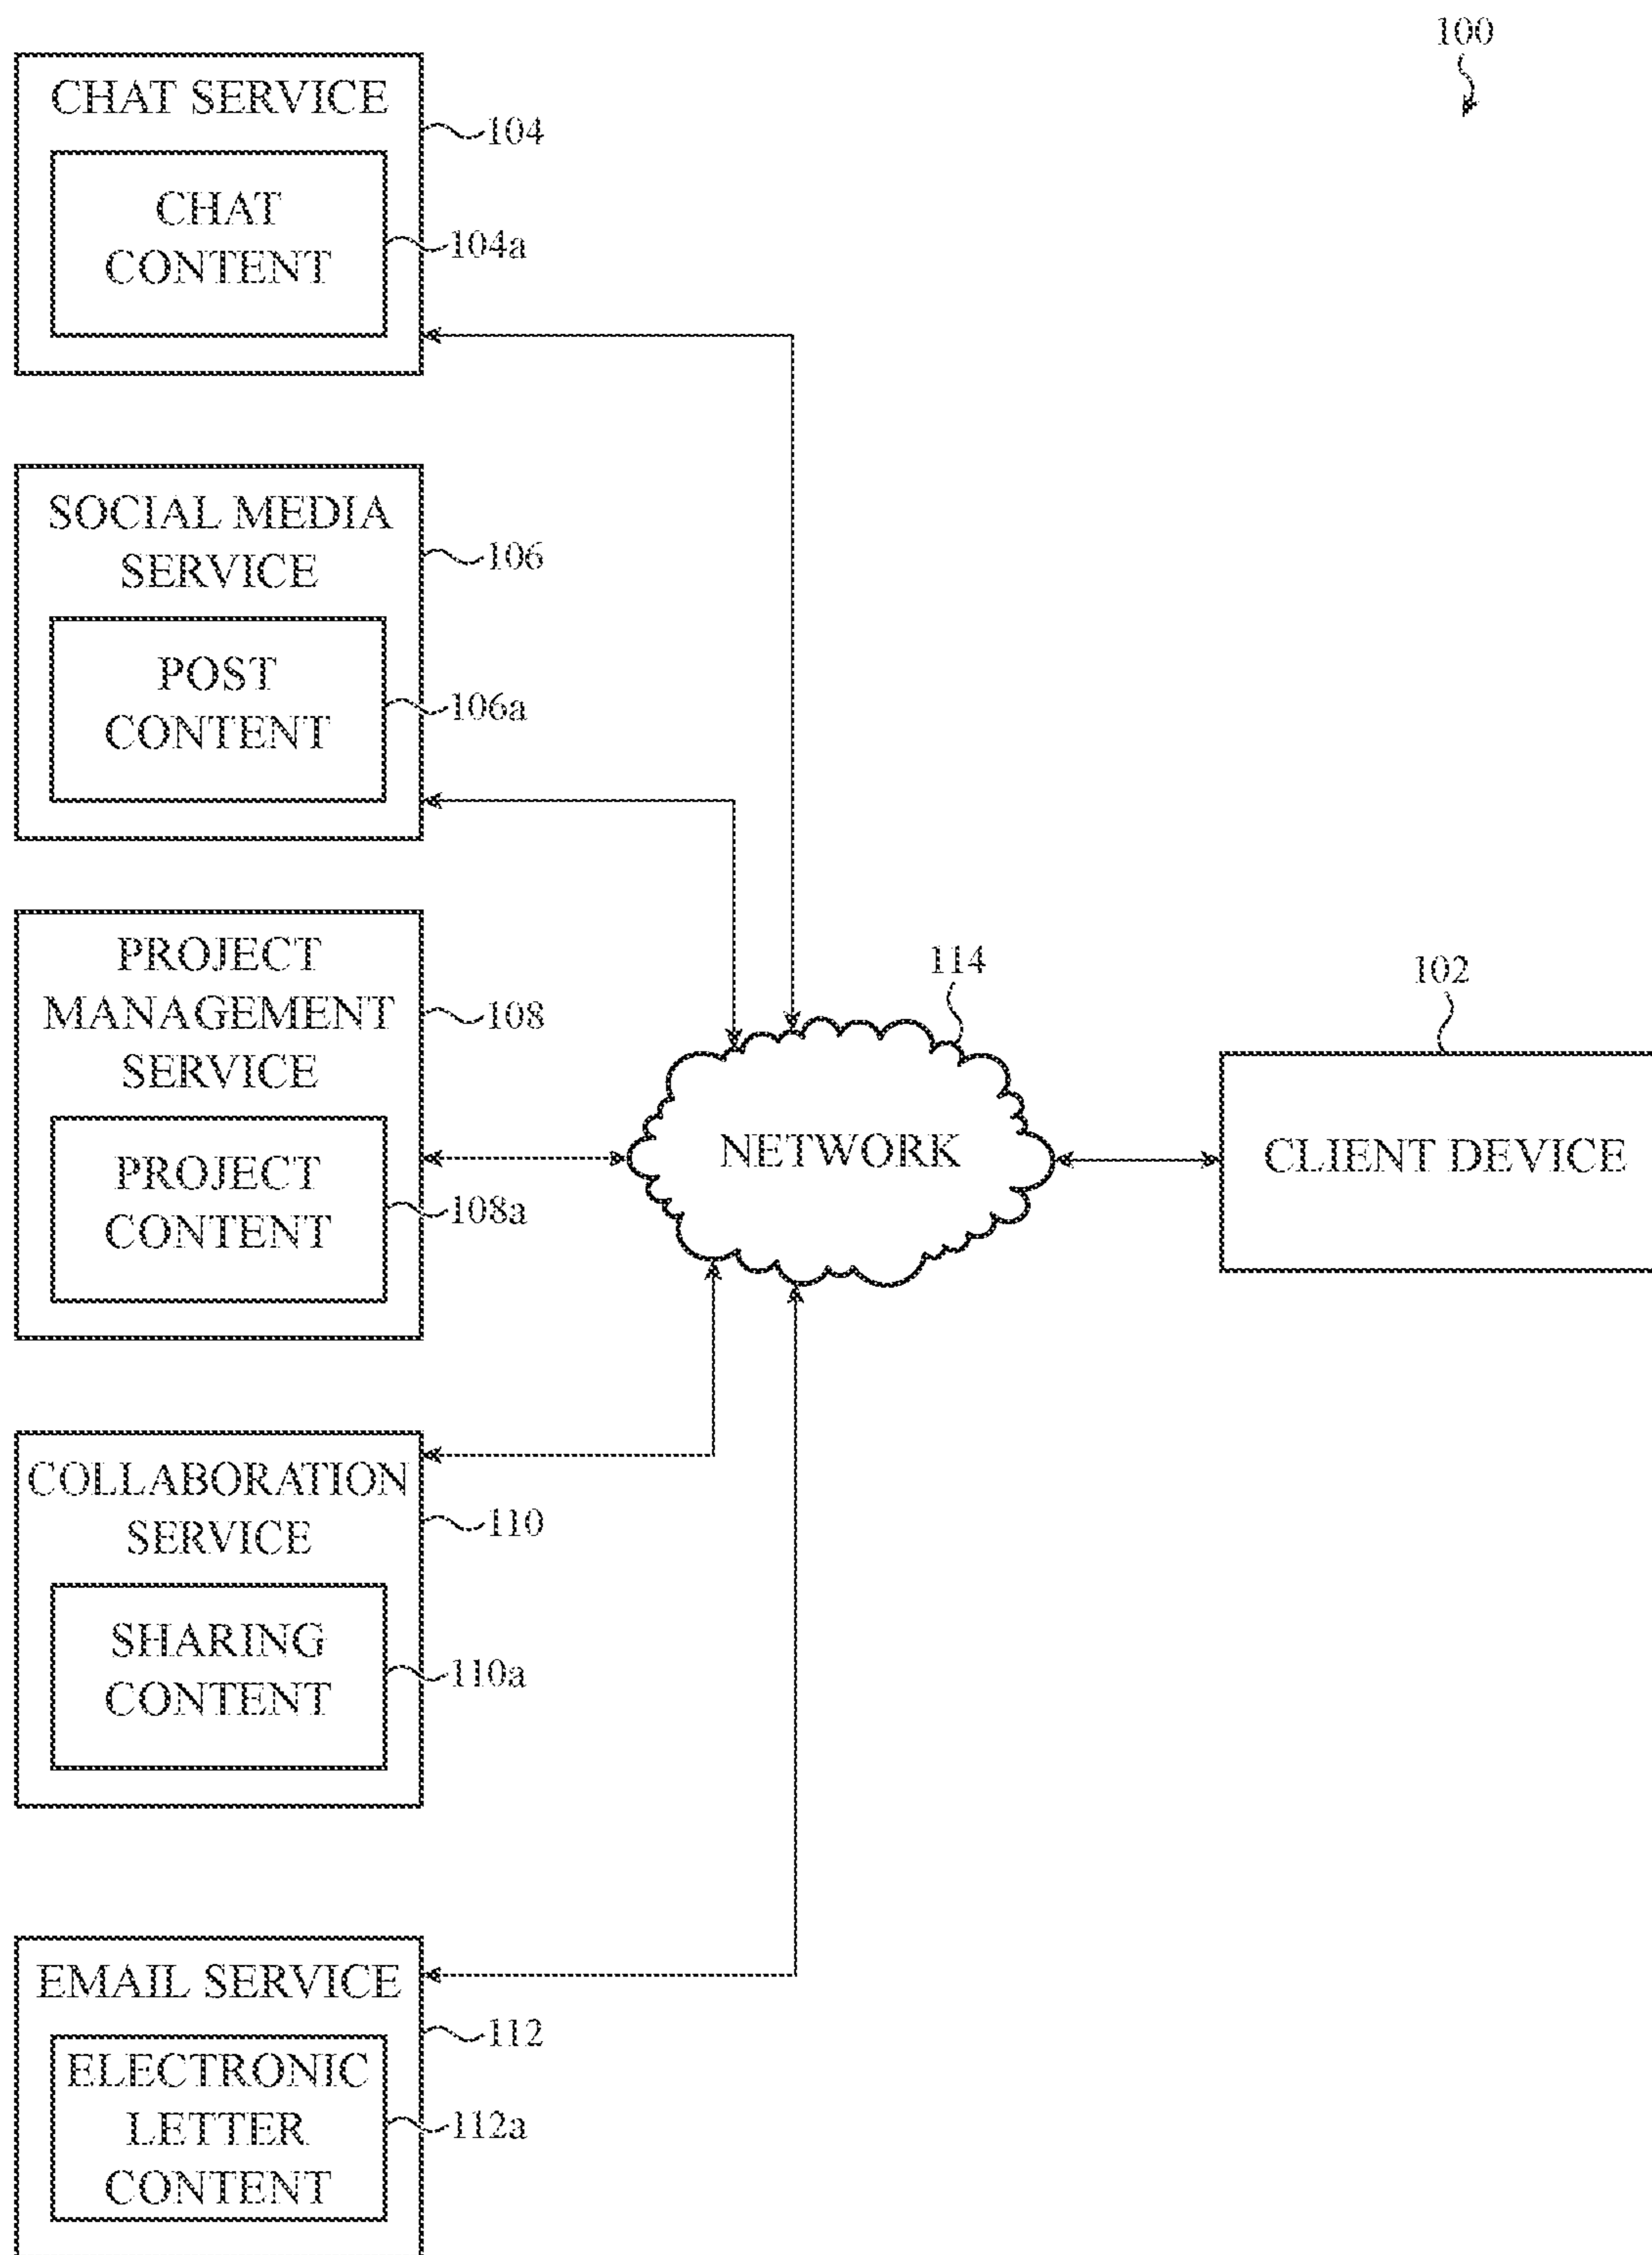 100
CHAT SERVICE
104
CHAT
CONTENT
104a
SOCIAL MEDIA
SERVICE
106
POST
CONTENT
106a
PROJECT
MANAGEMENT
SERVICE
108
PROJECT
CONTENT
108a
114
NETWORK
102
CLIENT DEVICE
COLLABORATION
SERVICE
110
SHARING
CONTENT
110a
EMAIL SERVICE
112
ELECTRONIC
LETTER
CONTENT
112a